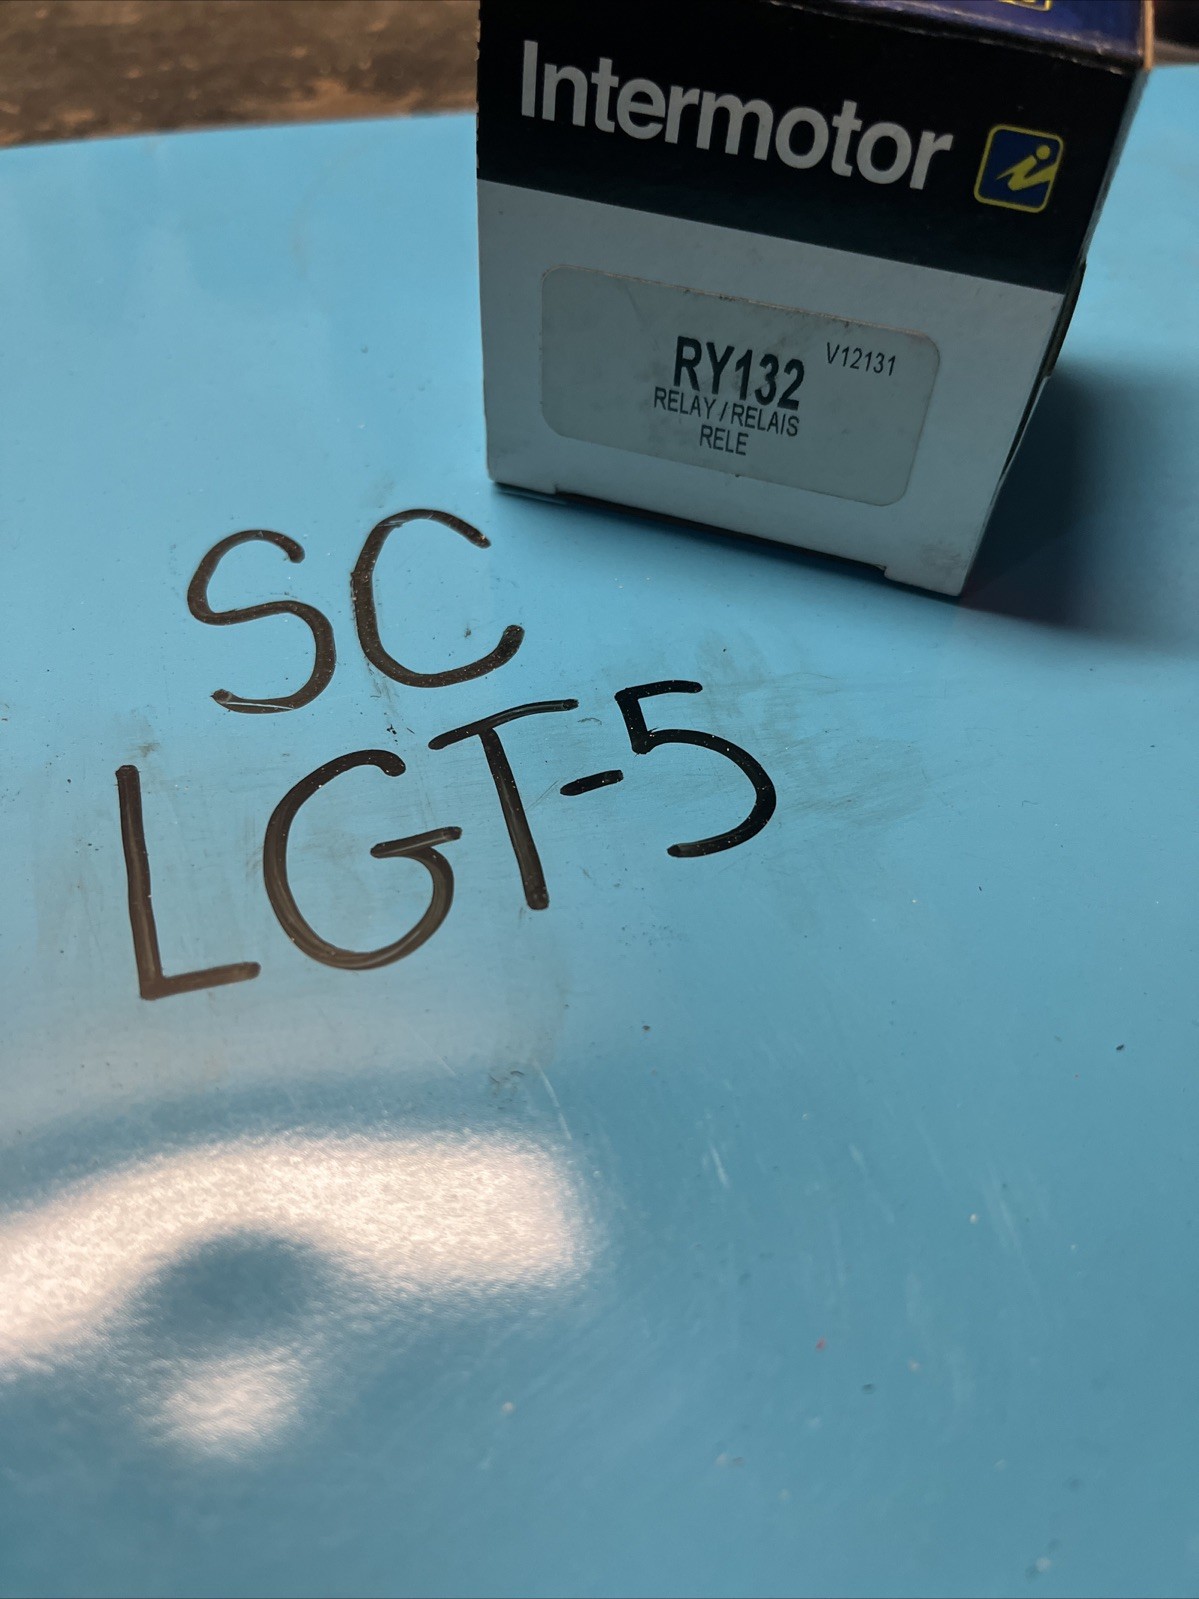 Intermotor
RY132 V12131
RELAY / RELAIS
RELE
SC
LGT-5